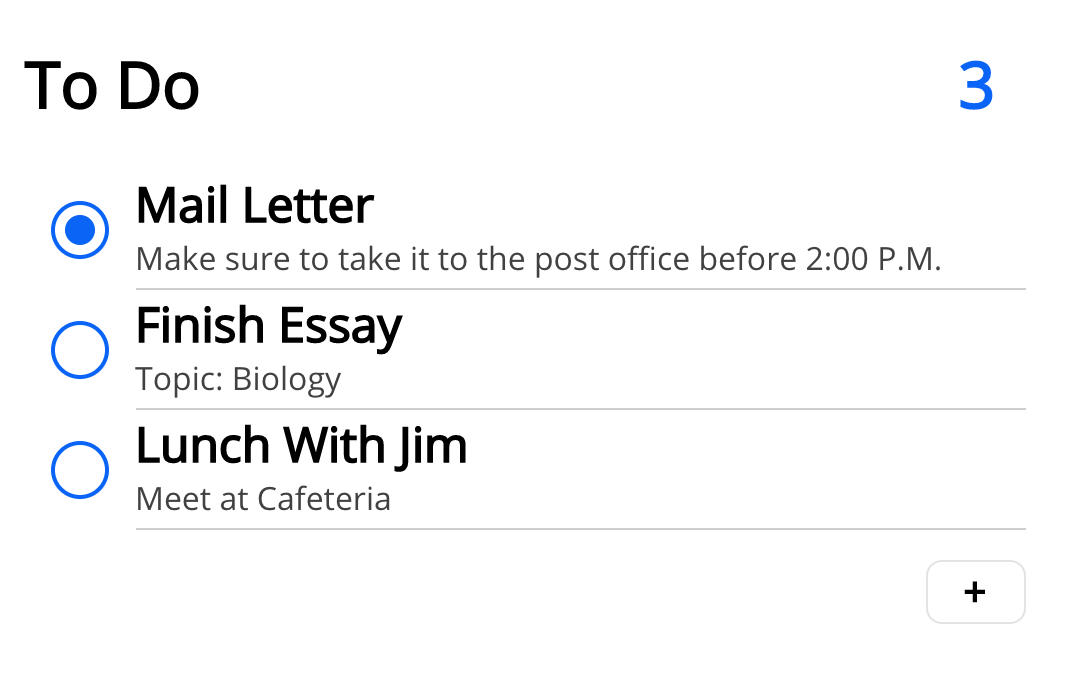 To Do
3
Mail Letter
Make sure to take it to the post office before 2:00 P.M.
Finish Essay
Topic: Biology
Lunch With Jim
Meet at Cafeteria
+